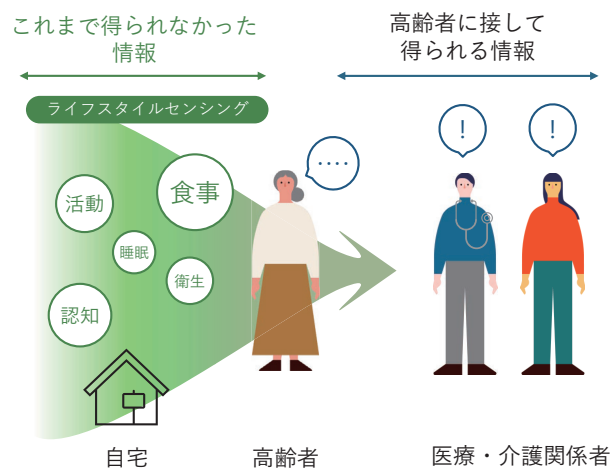 これまで得られなかった
情報
高齢者に接して
得られる情報
ライフスタイルセンシング
! !
....
食事
活動
睡眠
衛生
認知
自宅
高齢者
医療・介護関係者